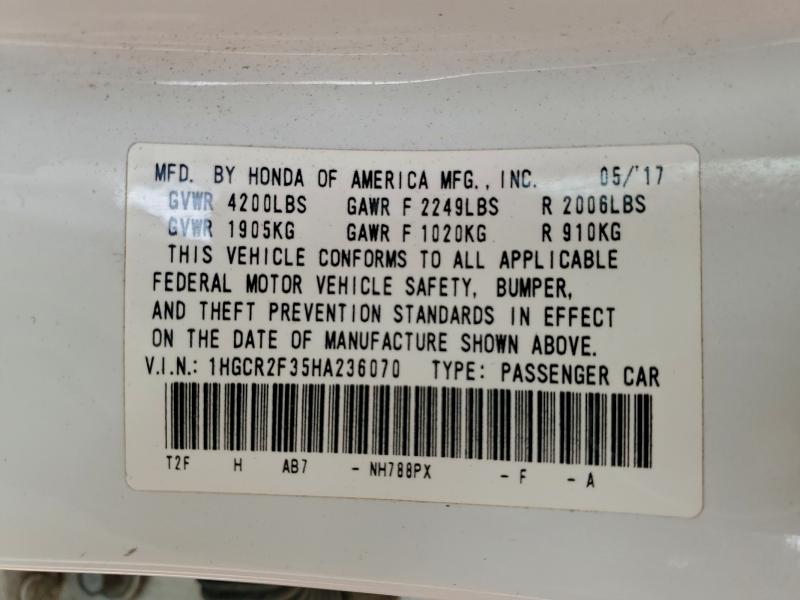 MFD. BY HONDA OF AMERICA MFG., INC. 05/'17
GVWR 4200LBS GAWR F 2249LBS R 2006LBS
GVWR 1905KG GAWR F 1020KG R 910KG
THIS VEHICLE CONFORMS TO ALL APPLICABLE
FEDERAL MOTOR VEHICLE SAFETY, BUMPER,
AND THEFT PREVENTION STANDARDS IN EFFECT
ON THE DATE OF MANUFACTURE SHOWN ABOVE.
V.I.N.: 1HGCR2F35HA236070 TYPE: PASSENGER CAR
T2F H AB7 - NH788PX - F - A